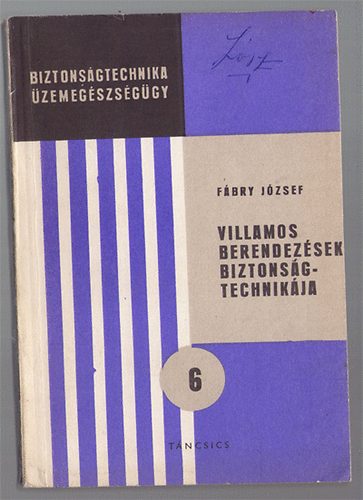 BIZTONSÁGTECHNIKA
ÜZEMEGÉSZSÉGÜGY
FÁBRY JÓZSEF
VILLAMOS
BERENDEZÉSEK
BIZTONSÁG-
TECHNIKÁJA
6
TÁNCSICS